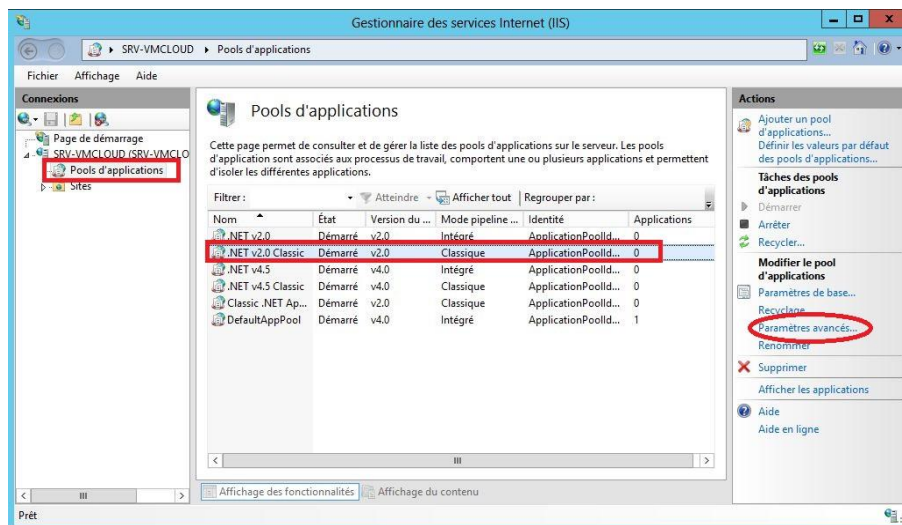 Gestionnaire des services Internet (IIS)
SRV-VMCLOUD ▸ Pools d'applications
Fichier Affichage Aide
Connexions
Page de démarrage
SRV-VMCLOUD (SRV-VMCLO
Pools d'applications
Sites
Pools d'applications
Cette page permet de consulter et de gérer la liste des pools d'applications sur le serveur. Les pools
d'application sont associés aux processus de travail, comportent une ou plusieurs applications et permettent
d'isoler les différentes applications.
Filtrer : Atteindre Afficher tout Regrouper par :
Nom État Version du ... Mode pipeline ... Identité Applications
.NET v2.0 Démarré v2.0 Intégré ApplicationPoolId... 0
.NET v2.0 Classic Démarré v2.0 Classique ApplicationPoolId... 0
.NET v4.5 Démarré v4.0 Intégré ApplicationPoolId... 0
.NET v4.5 Classic Démarré v4.0 Classique ApplicationPoolId... 0
Classic .NET Ap... Démarré v2.0 Classique ApplicationPoolId... 0
DefaultAppPool Démarré v4.0 Intégré ApplicationPoolId... 1
Affichage des fonctionnalités Affichage du contenu
Actions
Ajouter un pool
d'applications...
Définir les valeurs par défaut
des pools d'applications...
Tâches des pools
d'applications
Démarrer
Arrêter
Recycler...
Modifier le pool
d'applications
Paramètres de base...
Recyclage...
Paramètres avancés...
Renommer
Supprimer
Afficher les applications
Aide
Aide en ligne
Prêt